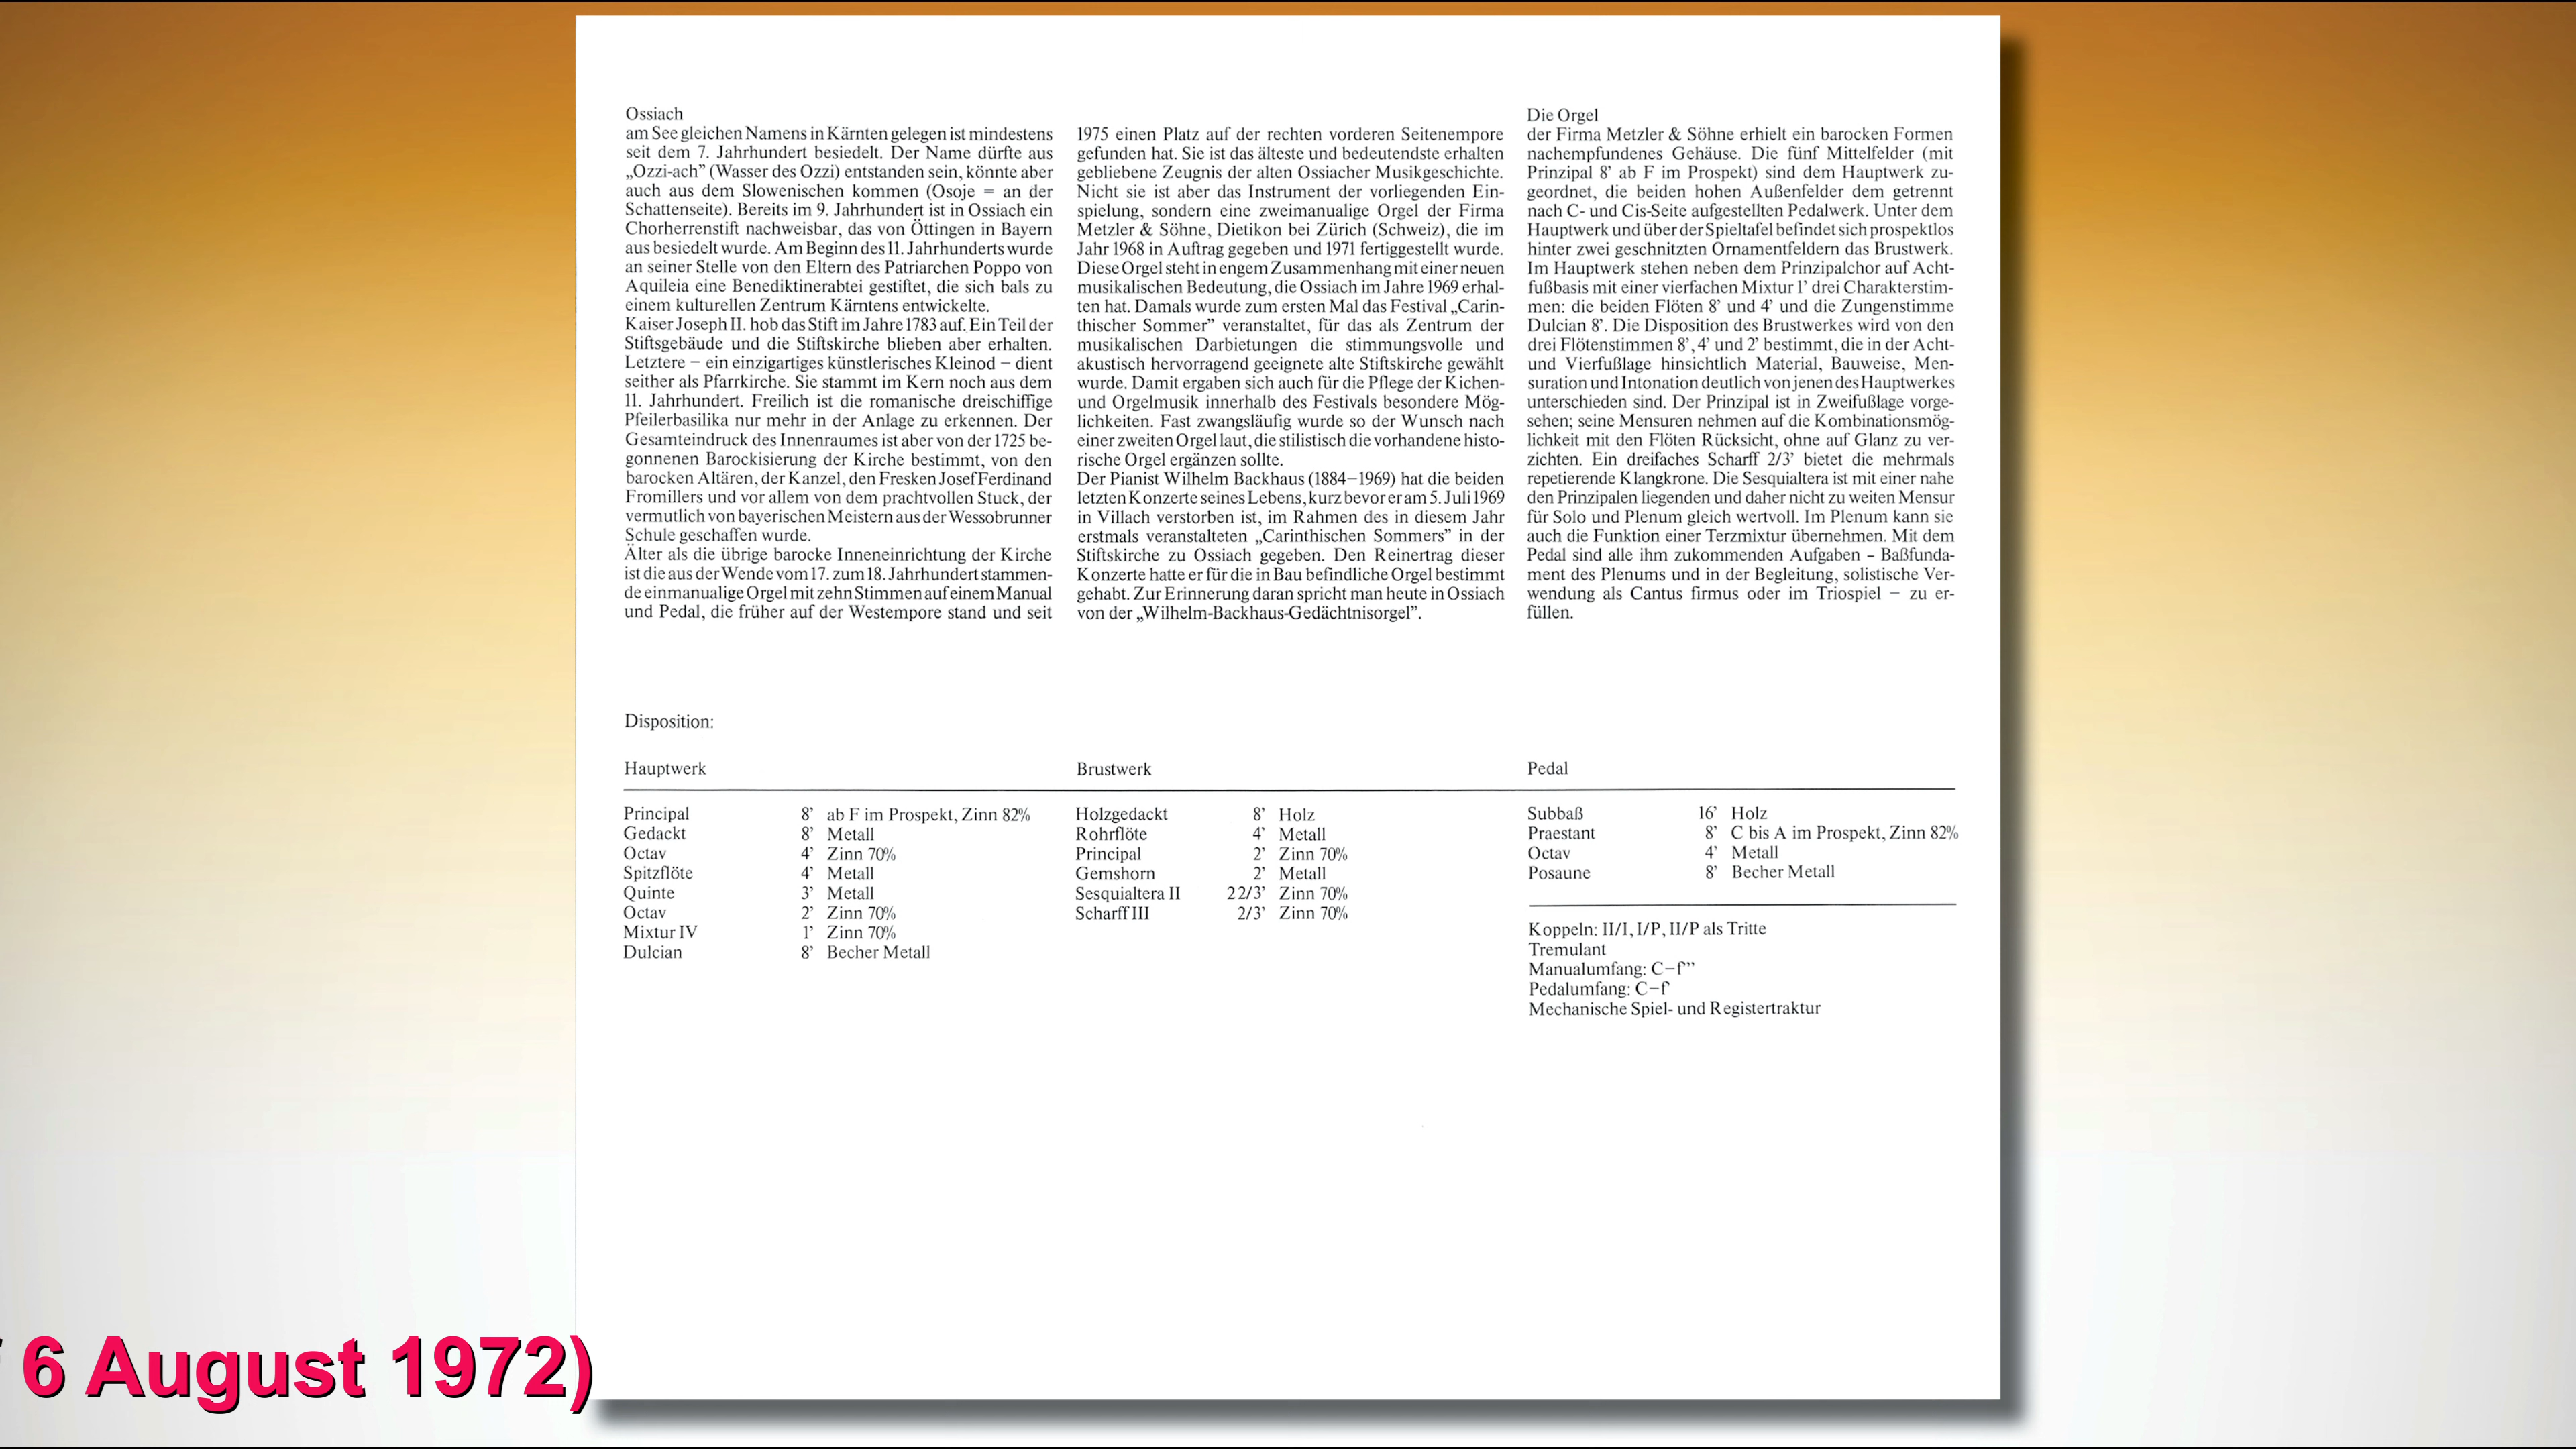 Ossiach
am See gleichen Namens in Kärnten gelegen ist mindestens
seit dem 7. Jahrhundert besiedelt. Der Name dürfte aus
„Ozzi-ach” (Wasser des Ozzi) entstanden sein, könnte aber
auch aus dem Slowenischen kommen (Osoje = an der
Schattenseite). Bereits im 9. Jahrhundert ist in Ossiach ein
Chorherrenstift nachweisbar, das von Öttingen in Bayern
aus besiedelt wurde. Am Beginn des 11. Jahrhunderts wurde
an seiner Stelle von den Eltern des Patriarchen Poppo von
Aquileia eine Benediktinerabtei gestiftet, die sich bals zu
einem kulturellen Zentrum Kärntens entwickelte.
Kaiser Joseph II. hob das Stift im Jahre 1783 auf. Ein Teil der
Stiftsgebäude und die Stiftskirche blieben aber erhalten.
Letztere – ein einzigartiges künstlerisches Kleinod – dient
seither als Pfarrkirche. Sie stammt im Kern noch aus dem
11. Jahrhundert. Freilich ist die romanische dreischiffige
Pfeilerbasilika nur mehr in der Anlage zu erkennen. Der
Gesamteindruck des Innenraumes ist aber von der 1725 be-
gonnenen Barockisierung der Kirche bestimmt, von den
barocken Altären, der Kanzel, den Fresken Josef Ferdinand
Fromillers und vor allem von dem prachtvollen Stuck, der
vermutlich von bayerischen Meistern aus der Wessobrunner
Schule geschaffen wurde.
Älter als die übrige barocke Inneneinrichtung der Kirche
ist die aus der Wende vom 17. zum 18. Jahrhundert stammen-
de einmanualige Orgel mit zehn Stimmen auf einem Manual
und Pedal, die früher auf der Westempore stand und seit
1975 einen Platz auf der rechten vorderen Seitenempore
gefunden hat. Sie ist das älteste und bedeutendste erhalten
gebliebene Zeugnis der alten Ossiacher Musikgeschichte.
Nicht sie ist aber das Instrument der vorliegenden Ein-
spielung, sondern eine zweimanualige Orgel der Firma
Metzler & Söhne, Dietikon bei Zürich (Schweiz), die im
Jahr 1968 in Auftrag gegeben und 1971 fertiggestellt wurde.
Diese Orgel steht in engem Zusammenhang mit einer neuen
musikalischen Bedeutung, die Ossiach im Jahre 1969 erhal-
ten hat. Damals wurde zum ersten Mal das Festival „Carin-
thischer Sommer” veranstaltet, für das als Zentrum der
musikalischen Darbietungen die stimmungsvolle und
akustisch hervorragend geeignete alte Stiftskirche gewählt
wurde. Damit ergaben sich auch für die Pflege der Kichen-
und Orgelmusik innerhalb des Festivals besondere Mög-
lichkeiten. Fast zwangsläufig wurde so der Wunsch nach
einer zweiten Orgel laut, die stilistisch die vorhandene histo-
rische Orgel ergänzen sollte.
Der Pianist Wilhelm Backhaus (1884–1969) hat die beiden
letzten Konzerte seines Lebens, kurz bevor er am 5. Juli 1969
in Villach verstorben ist, im Rahmen des in diesem Jahr
erstmals veranstalteten „Carinthischen Sommers” in der
Stiftskirche zu Ossiach gegeben. Den Reinertrag dieser
Konzerte hatte er für die in Bau befindliche Orgel bestimmt
gehabt. Zur Erinnerung daran spricht man heute in Ossiach
von der „Wilhelm-Backhaus-Gedächtnisorgel”.
Die Orgel
der Firma Metzler & Söhne erhielt ein barocken Formen
nachempfundenes Gehäuse. Die fünf Mittelfelder (mit
Prinzipal 8’ ab F im Prospekt) sind dem Hauptwerk zu-
geordnet, die beiden hohen Außenfelder dem getrennt
nach C- und Cis-Seite aufgestellten Pedalwerk. Unter dem
Hauptwerk und über der Spieltafel befindet sich prospektlos
hinter zwei geschnitzten Ornamentfeldern das Brustwerk.
Im Hauptwerk stehen neben dem Prinzipalchor auf Acht-
fußbasis mit einer vierfachen Mixtur 1’ drei Charakterstim-
men: die beiden Flöten 8’ und 4’ und die Zungenstimme
Dulcian 8’. Die Disposition des Brustwerkes wird von den
drei Flötenstimmen 8’, 4’ und 2’ bestimmt, die in der Acht-
und Vierfußlage hinsichtlich Material, Bauweise, Men-
suration und Intonation deutlich von jenen des Hauptwerkes
unterschieden sind. Der Prinzipal ist in Zweifußlage vorge-
sehen; seine Mensuren nehmen auf die Kombinationsmög-
lichkeit mit den Flöten Rücksicht, ohne auf Glanz zu ver-
zichten. Ein dreifaches Scharff 2/3’ bietet die mehrmals
repetierende Klangkrone. Die Sesquialtera ist mit einer nahe
den Prinzipalen liegenden und daher nicht zu weiten Mensur
für Solo und Plenum gleich wertvoll. Im Plenum kann sie
auch die Funktion einer Terzmixtur übernehmen. Mit dem
Pedal sind alle ihm zukommenden Aufgaben – Baßfunda-
ment des Plenums und in der Begleitung, solistische Ver-
wendung als Cantus firmus oder im Triospiel – zu er-
füllen.
Disposition:
Hauptwerk
Principal 8’ ab F im Prospekt, Zinn 82%
Gedackt 8’ Metall
Octav 4’ Zinn 70%
Spitzflöte 4’ Metall
Quinte 3’ Metall
Octav 2’ Zinn 70%
Mixtur IV 1’ Zinn 70%
Dulcian 8’ Becher Metall
Brustwerk
Holzgedackt 8’ Holz
Rohrflöte 4’ Metall
Principal 2’ Zinn 70%
Gemshorn 2’ Metall
Sesquialtera II 2 2/3’ Zinn 70%
Scharff III 2/3’ Zinn 70%
Pedal
Subbaß 16’ Holz
Praestant 8’ C bis A im Prospekt, Zinn 82%
Octav 4’ Metall
Posaune 8’ Becher Metall
Koppeln: II/I, I/P, II/P als Tritte
Tremulant
Manualumfang: C–f’’’
Pedalumfang: C–f’
Mechanische Spiel- und Registertraktur
6 August 1972)